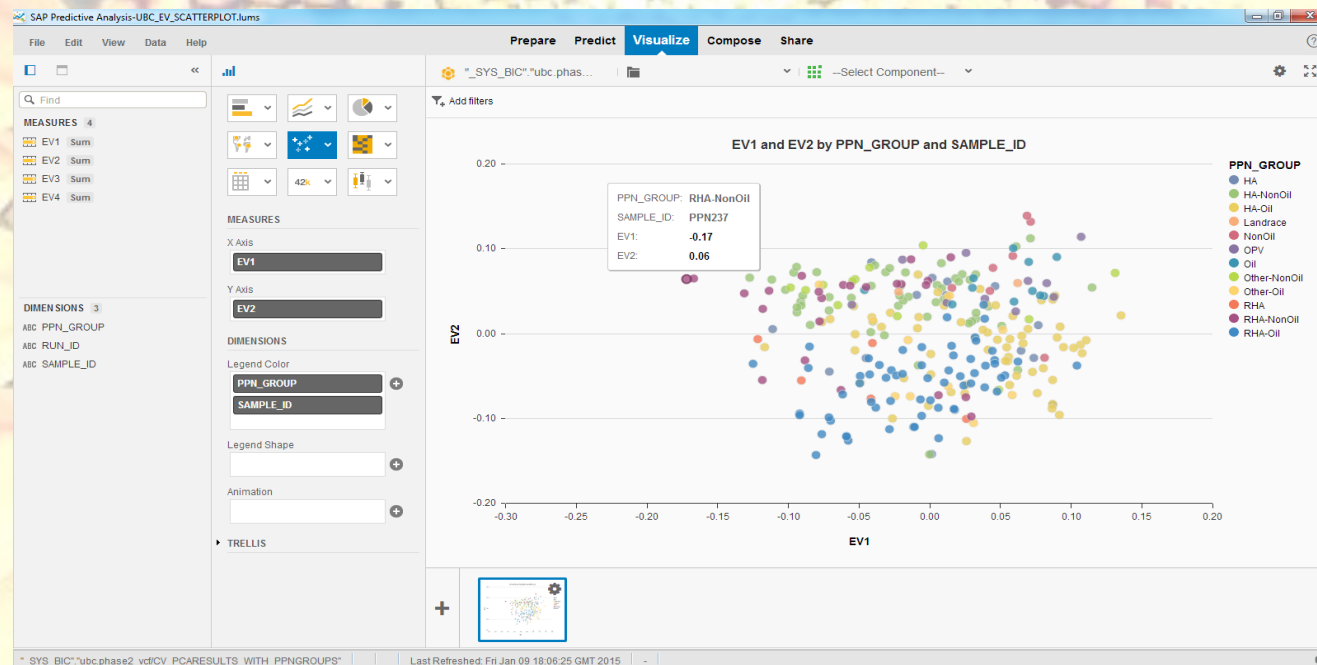 SAP Predictive Analysis-UBC_EV_SCATTERPLOT.lums
File Edit View Data Help
Prepare Predict Visualize Compose Share
"_SYS_BIC"."ubc.phas...
--Select Component--
Find
Add filters
MEASURES 4
EV1 Sum
EV2 Sum
EV3 Sum
EV4 Sum
DIMENSIONS 3
ABC PPN_GROUP
ABC RUN_ID
ABC SAMPLE_ID
42k
MEASURES
X Axis
EV1
Y Axis
EV2
DIMENSIONS
Legend Color
PPN_GROUP
SAMPLE_ID
Legend Shape
Animation
TRELLIS
EV1 and EV2 by PPN_GROUP and SAMPLE_ID
PPN_GROUP: RHA-NonOil
SAMPLE_ID: PPN237
EV1: -0.17
EV2: 0.06
EV2
0.20
0.10
0.00
-0.10
-0.20
-0.30 -0.25 -0.20 -0.15 -0.10 -0.05 0.00 0.05 0.10 0.15 0.20
EV1
PPN_GROUP
HA
HA-NonOil
HA-Oil
Landrace
NonOil
OPV
Oil
Other-NonOil
Other-Oil
RHA
RHA-NonOil
RHA-Oil
"_SYS_BIC"."ubc.phase2_vcf/CV_PCARESULTS_WITH_PPNGROUPS"
Last Refreshed: Fri Jan 09 18:06:25 GMT 2015 -